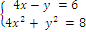 4x − y = 6
4x² + y² = 8